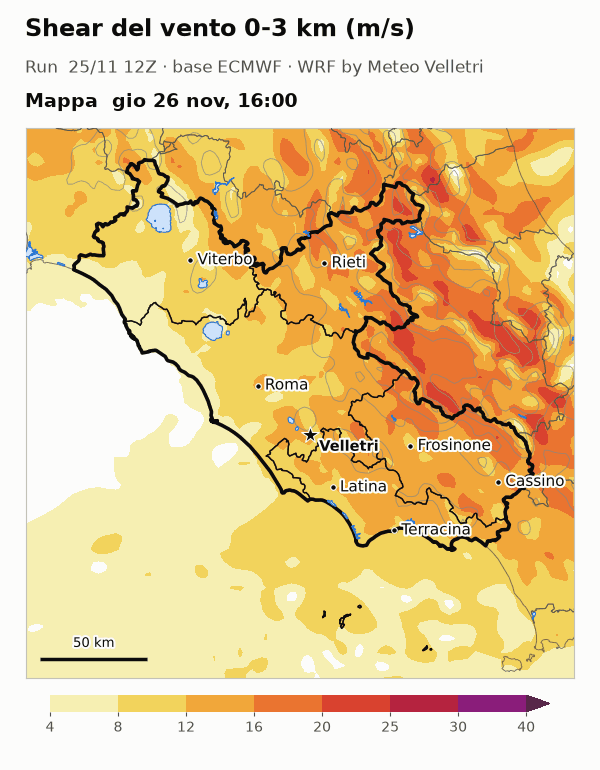 Shear del vento 0-3 km (m/s)
Run  25/11 12Z · base ECMWF · WRF by Meteo Velletri
Mappa  gio 26 nov, 16:00
Viterbo
Rieti
Roma
Velletri
Frosinone
Latina
Cassino
Terracina
50 km
4 8 12 16 20 25 30 40